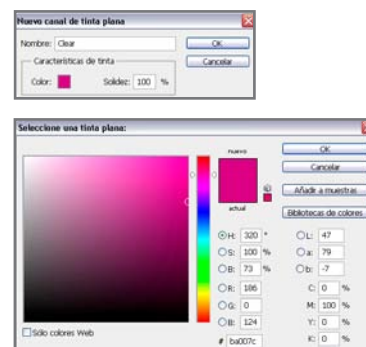 Nuevo canal de tinta plana
Nombre: Clear
OK
Características de tinta
Cancelar
Color:
Solidez: 100 %
Seleccione una tinta plana:
nuevo
OK
Cancelar
Añadir a muestras
actual
Bibliotecas de colores
H: 320 °
L: 47
S: 100 %
a: 79
B: 73 %
b: -7
R: 186
C: 0 %
G: 0
M: 100 %
B: 124
Y: 0 %
Sólo colores Web
# ba007c
K: 0 %